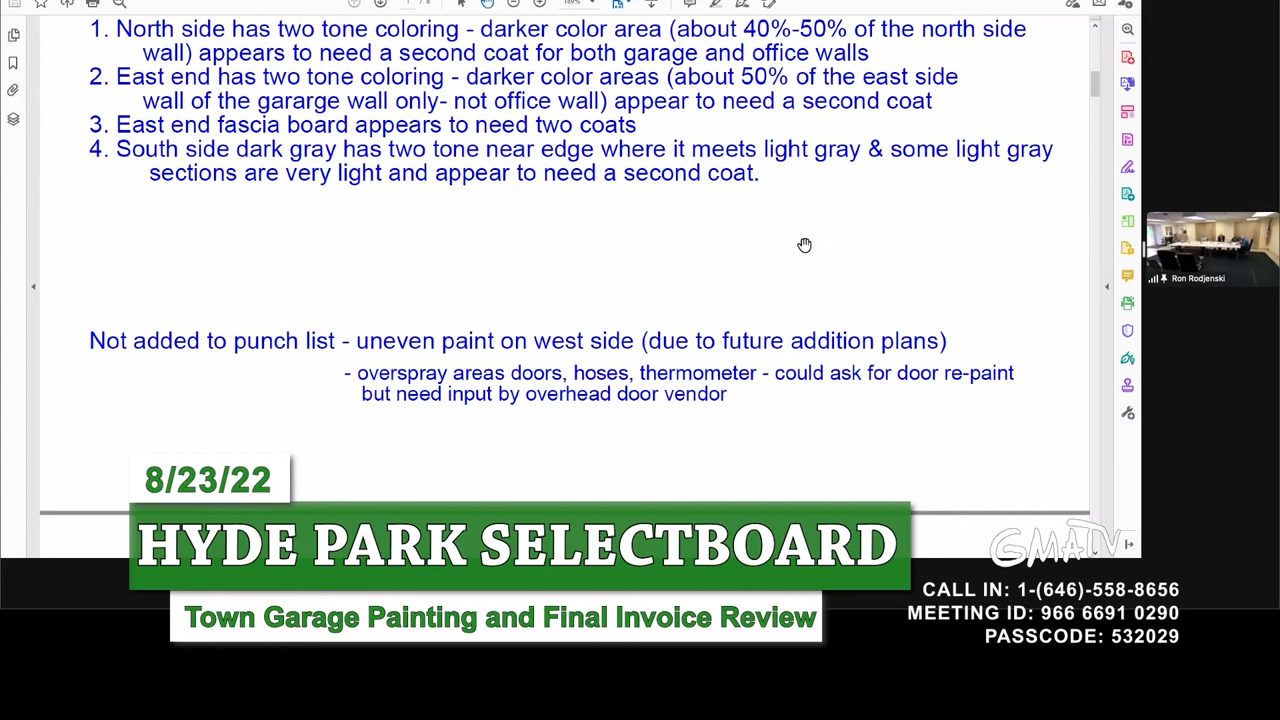 1. North side has two tone coloring - darker color area (about 40%-50% of the north side
wall) appears to need a second coat for both garage and office walls
2. East end has two tone coloring - darker color areas (about 50% of the east side
wall of the gararge wall only- not office wall) appear to need a second coat
3. East end fascia board appears to need two coats
4. South side dark gray has two tone near edge where it meets light gray & some light gray
sections are very light and appear to need a second coat.
Ron Rodjenski
Not added to punch list - uneven paint on west side (due to future addition plans)
- overspray areas doors, hoses, thermometer - could ask for door re-paint
but need input by overhead door vendor
8/23/22
HYDE PARK SELECTBOARD
Town Garage Painting and Final Invoice Review
GMATV
CALL IN: 1-(646)-558-8656
MEETING ID: 966 6691 0290
PASSCODE: 532029